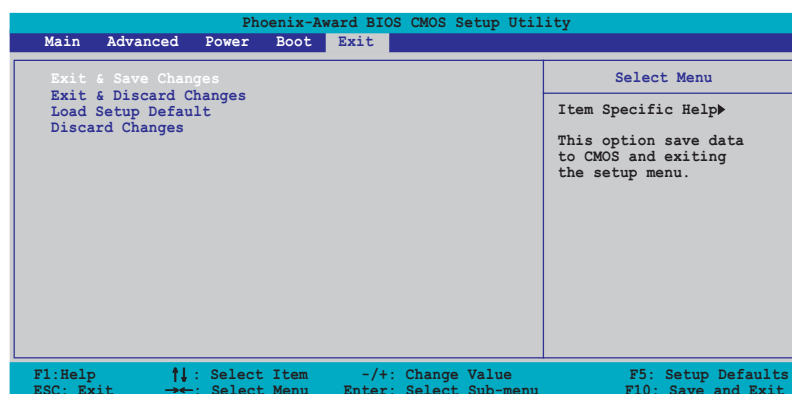 Phoenix-Award BIOS CMOS Setup Utility
Main Advanced Power Boot Exit
Exit & Save Changes
Exit & Discard Changes
Load Setup Default
Discard Changes
Select Menu
Item Specific Help▶
This option save data
to CMOS and exiting
the setup menu.
F1:Help ↑↓: Select Item -/+: Change Value F5: Setup Defaults
ESC: Exit →←: Select Menu Enter: Select Sub-menu F10: Save and Exit